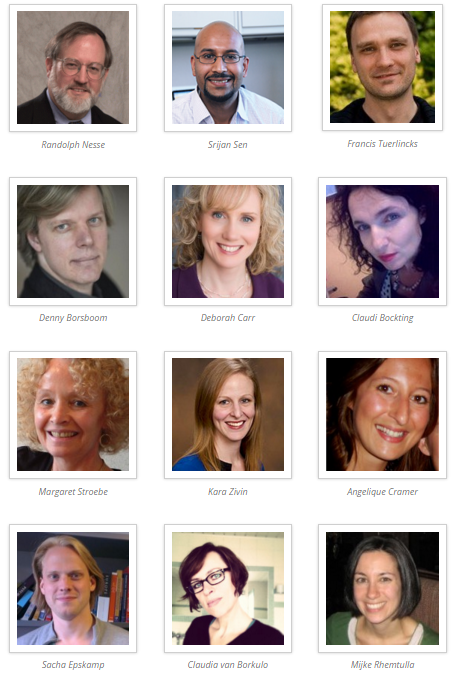 Randolph Nesse
Srijan Sen
Francis Tuerlincks
Denny Borsboom
Deborah Carr
Claudi Bockting
Margaret Stroebe
Kara Zivin
Angelique Cramer
Sacha Epskamp
Claudia van Borkulo
Mijke Rhemtulla